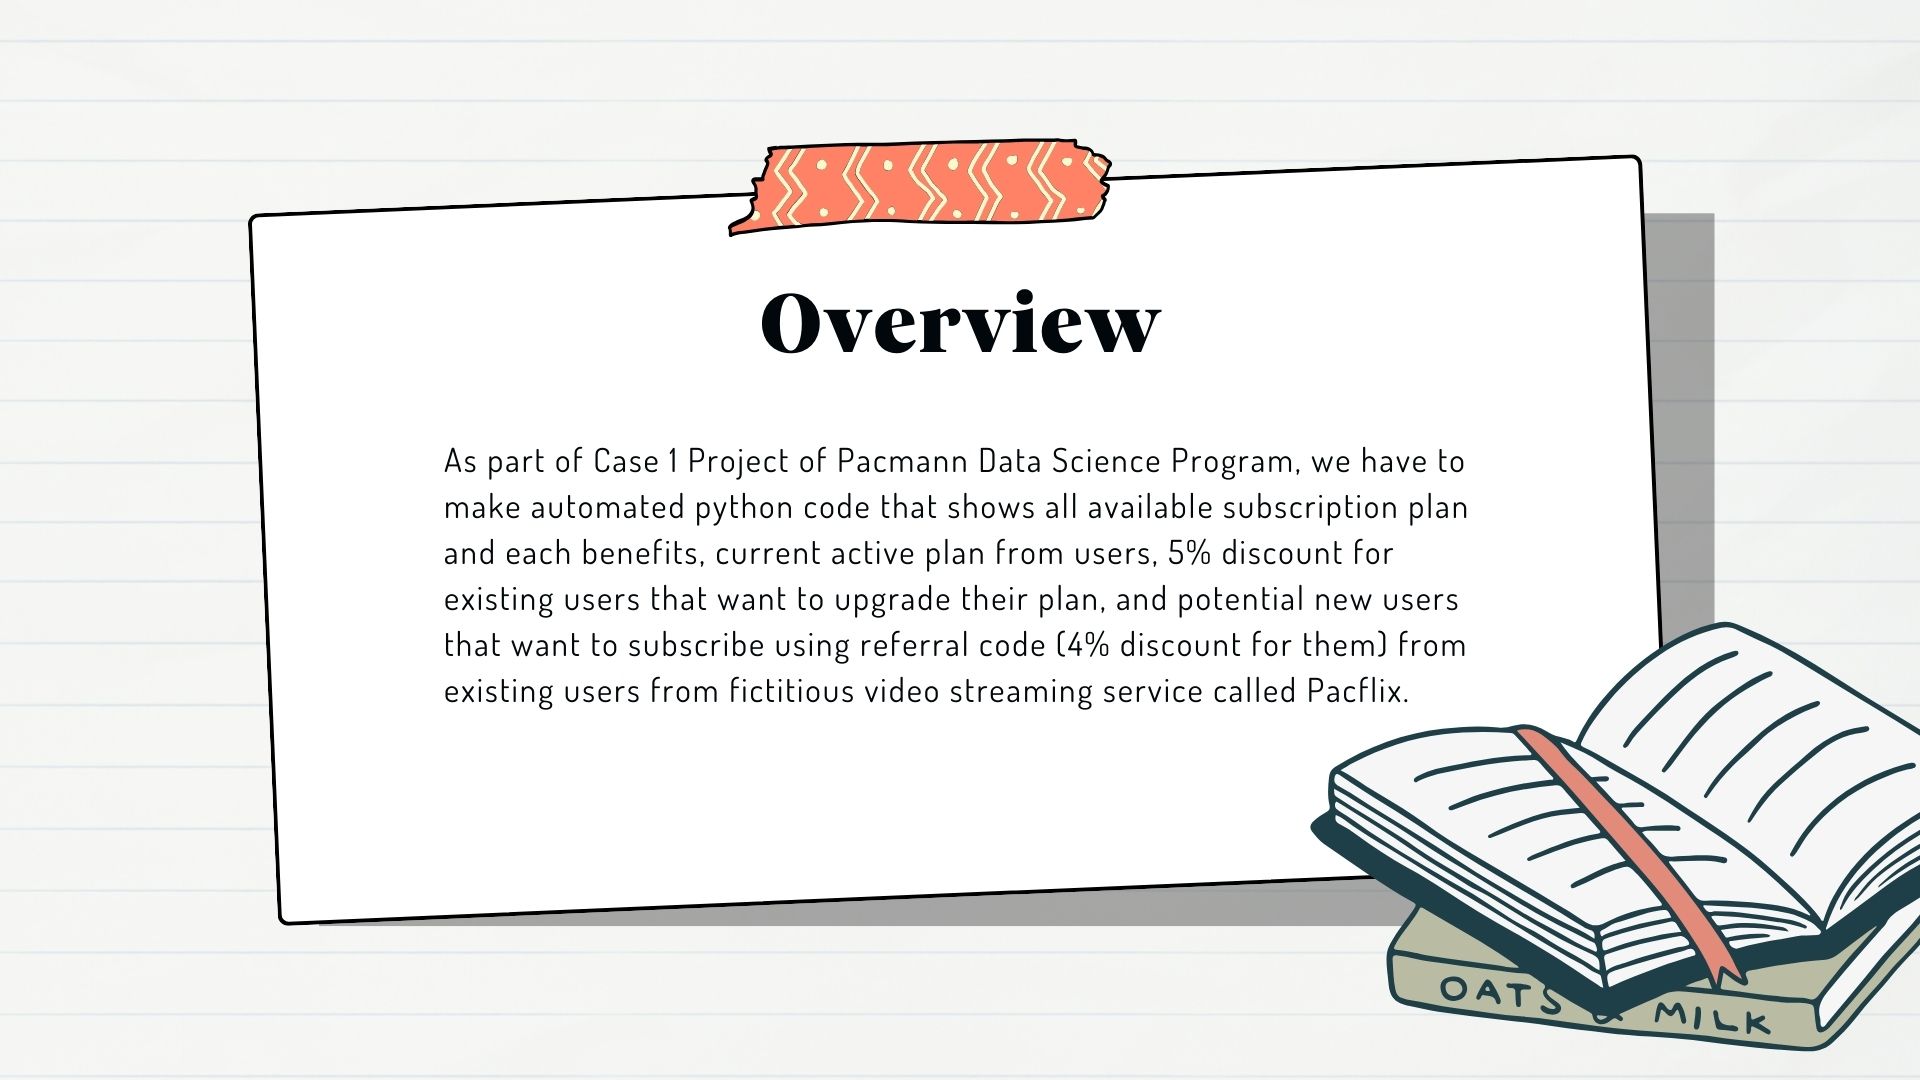 Overview
As part of Case 1 Project of Pacmann Data Science Program, we have to
make automated python code that shows all available subscription plan
and each benefits, current active plan from users, 5% discount for
existing users that want to upgrade their plan, and potential new users
that want to subscribe using referral code (4% discount for them) from
existing users from fictitious video streaming service called Pacflix.
OATS & MILK